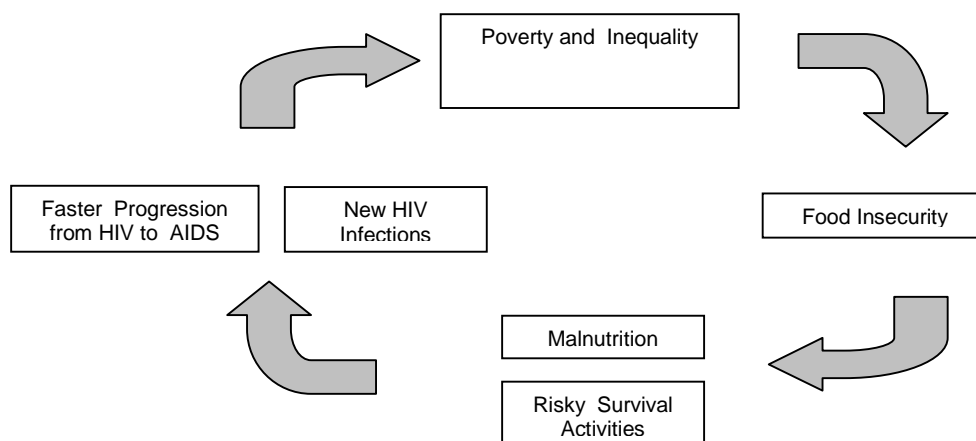 Poverty and Inequality
Faster Progression
from HIV to AIDS
New HIV
Infections
Food Insecurity
Malnutrition
Risky Survival
Activities